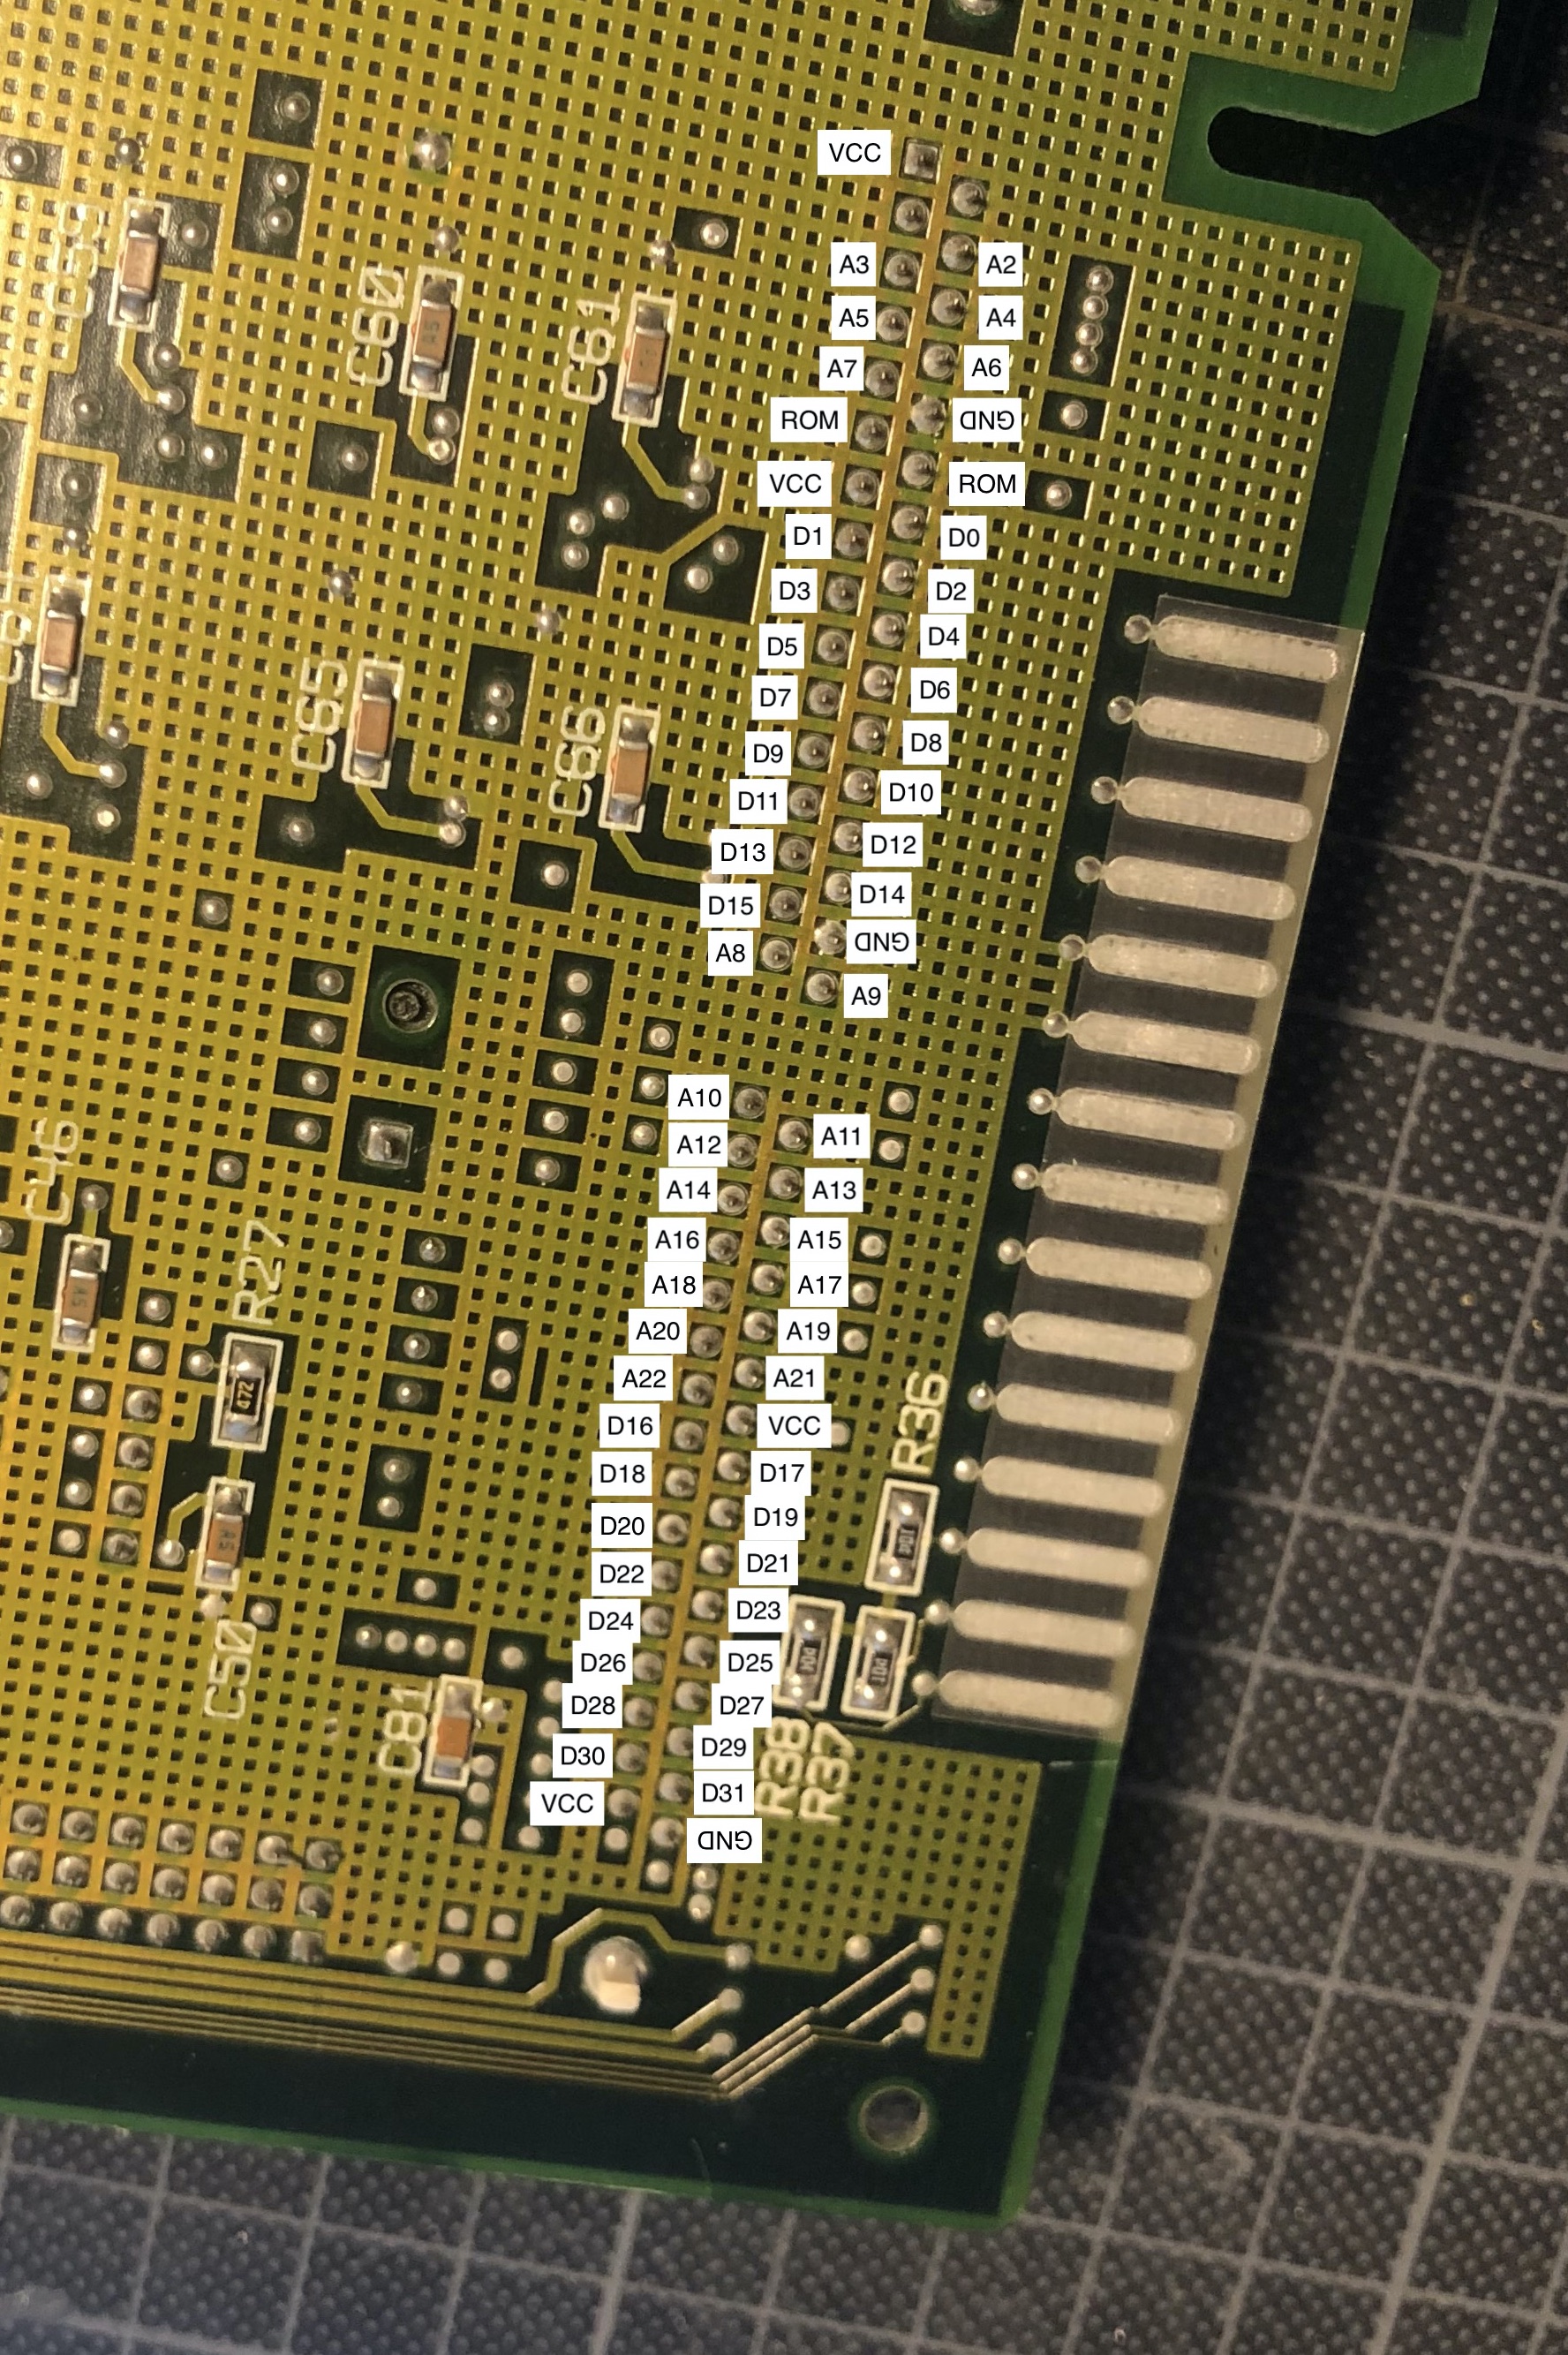 VCC
A3 A2
A5 A4
A7 A6
ROM GND
VCC ROM
D1 D0
D3 D2
D5 D4
D7 D6
D9 D8
D11 D10
D13 D12
D15 D14
A8 GND
A9
A10
A12 A11
A14 A13
A16 A15
A18 A17
A20 A19
A22 A21
D16 VCC
D18 D17
D20 D19
D22 D21
D24 D23
D26 D25
D28 D27
D30 D29
VCC D31
GND
C59
C60
C61
C65
C66
C46
R27
472
C50
C81
R36
R38
R37